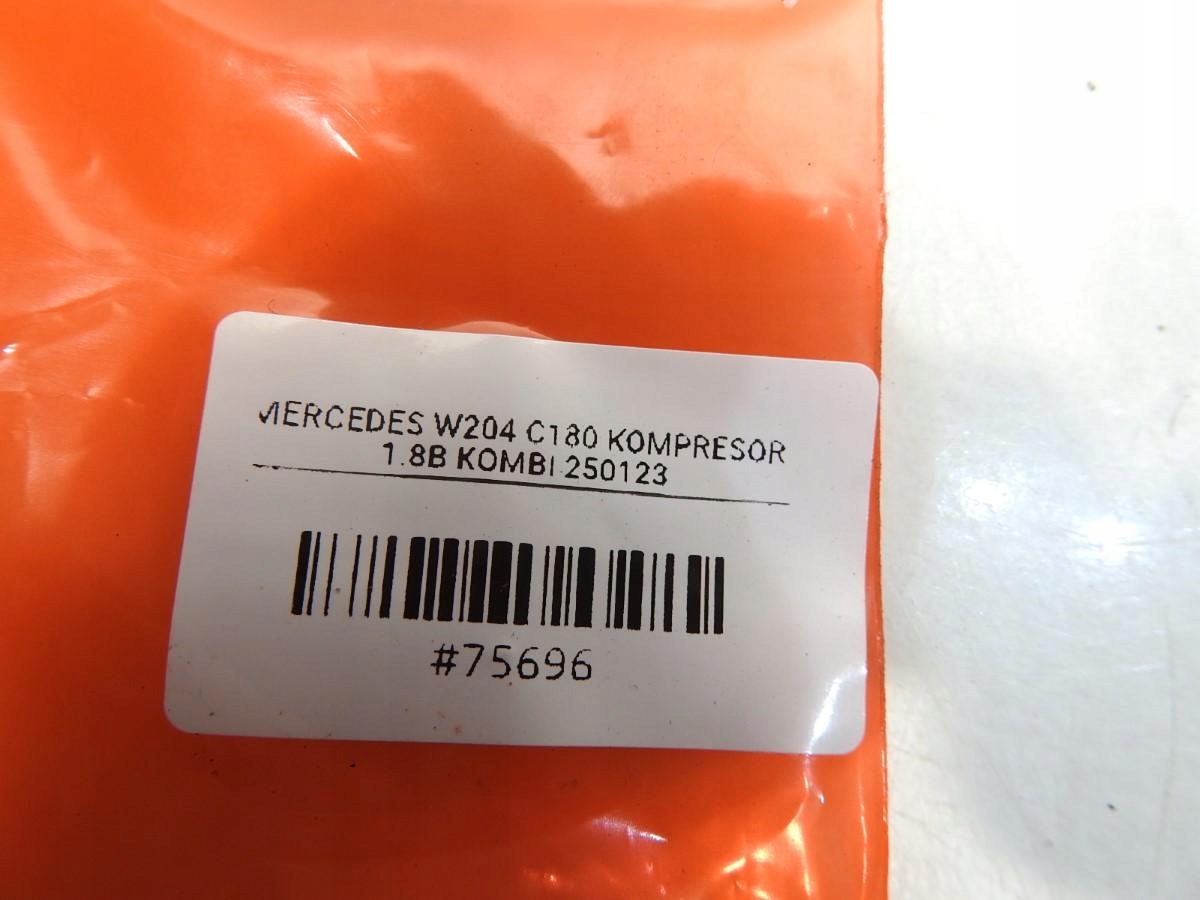 MERCEDES W204 C180 KOMPRESOR
1.8B KOMBI 250123
#75696